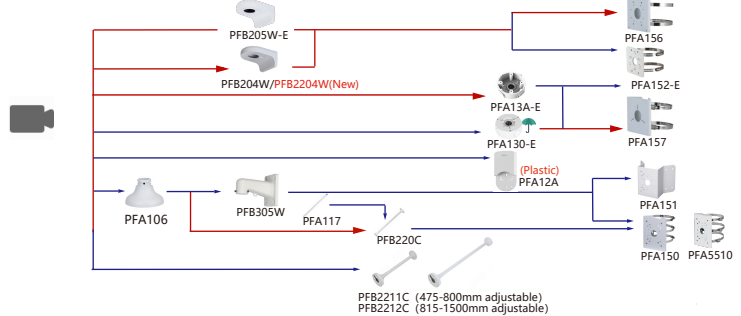 PFB205W-E
PFA156
PFB204W/PFB2204W(New)
PFA152-E
PFA13A-E
PFA130-E
PFA157
(Plastic)
PFA12A
PFA106
PFB305W
PFA117
PFB220C
PFA151
PFA150
PFA5510
PFB2211C (475-800mm adjustable)
PFB2212C (815-1500mm adjustable)